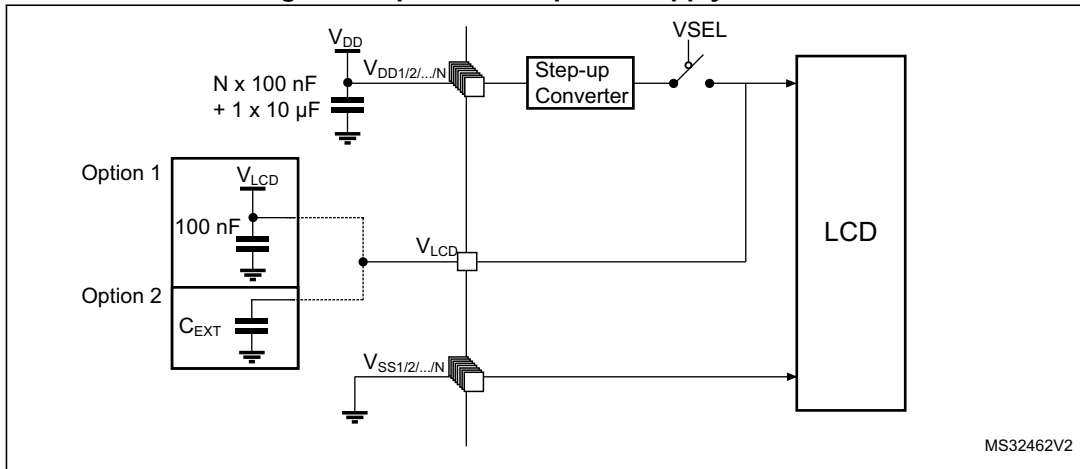 VSEL
VDD
VDD1/2/.../N
N x 100 nF
+ 1 x 10 µF
Step-up
Converter
Option 1
VLCD
100 nF
VLCD
LCD
Option 2
CEXT
VSS1/2/.../N
MS32462V2